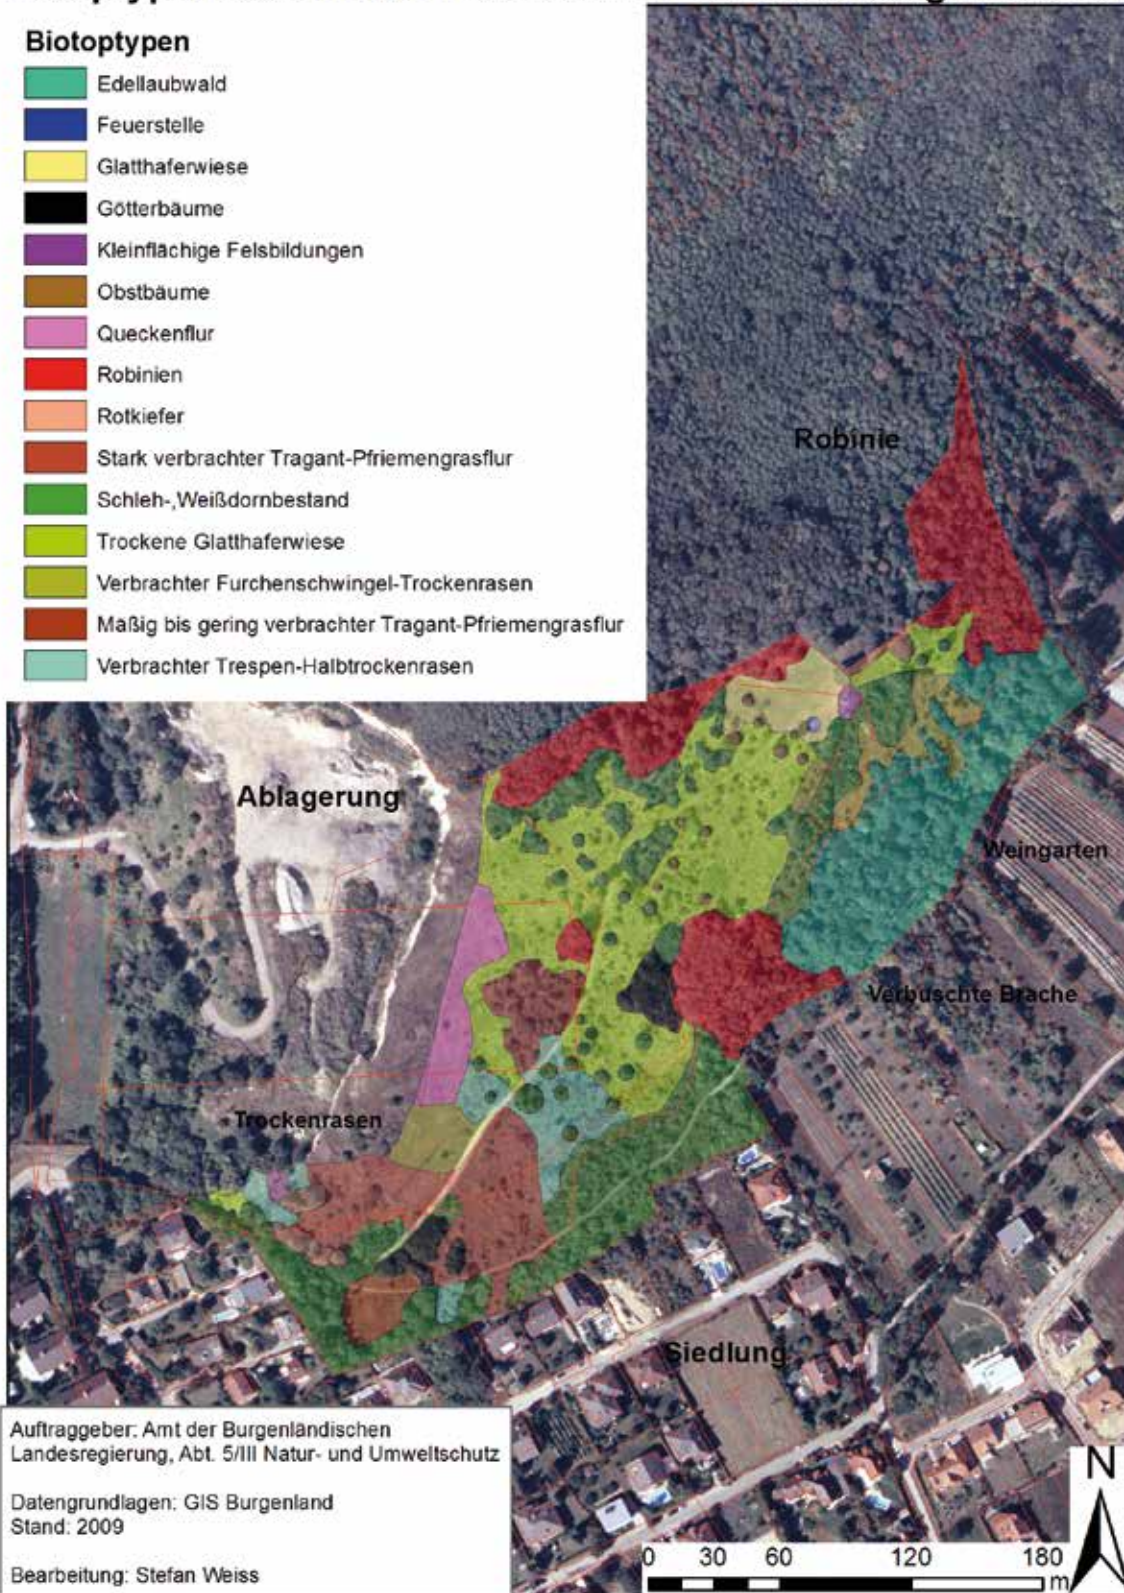 Biotoptypen
Edellaubwald
Feuerstelle
Glatthaferwiese
Götterbäume
Kleinflächige Felsbildungen
Obstbäume
Queckenflur
Robinien
Rotkiefer
Stark verbrachter Tragant-Pfriemengrasflur
Schleh-,Weißdornbestand
Trockene Glatthaferwiese
Verbrachter Furchenschwingel-Trockenrasen
Maßig bis gering verbrachter Tragant-Pfriemengrasflur
Verbrachter Trespen-Halbtrockenrasen
Robinie
Ablagerung
Weingarten
Verbuschte Brache
Trockenrasen
Siedlung
Auftraggeber: Amt der Burgenländischen
Landesregierung, Abt. 5/III Natur- und Umweltschutz
Datengrundlagen: GIS Burgenland
Stand: 2009
Bearbeitung: Stefan Weiss
N
0 30 60 120 180
m